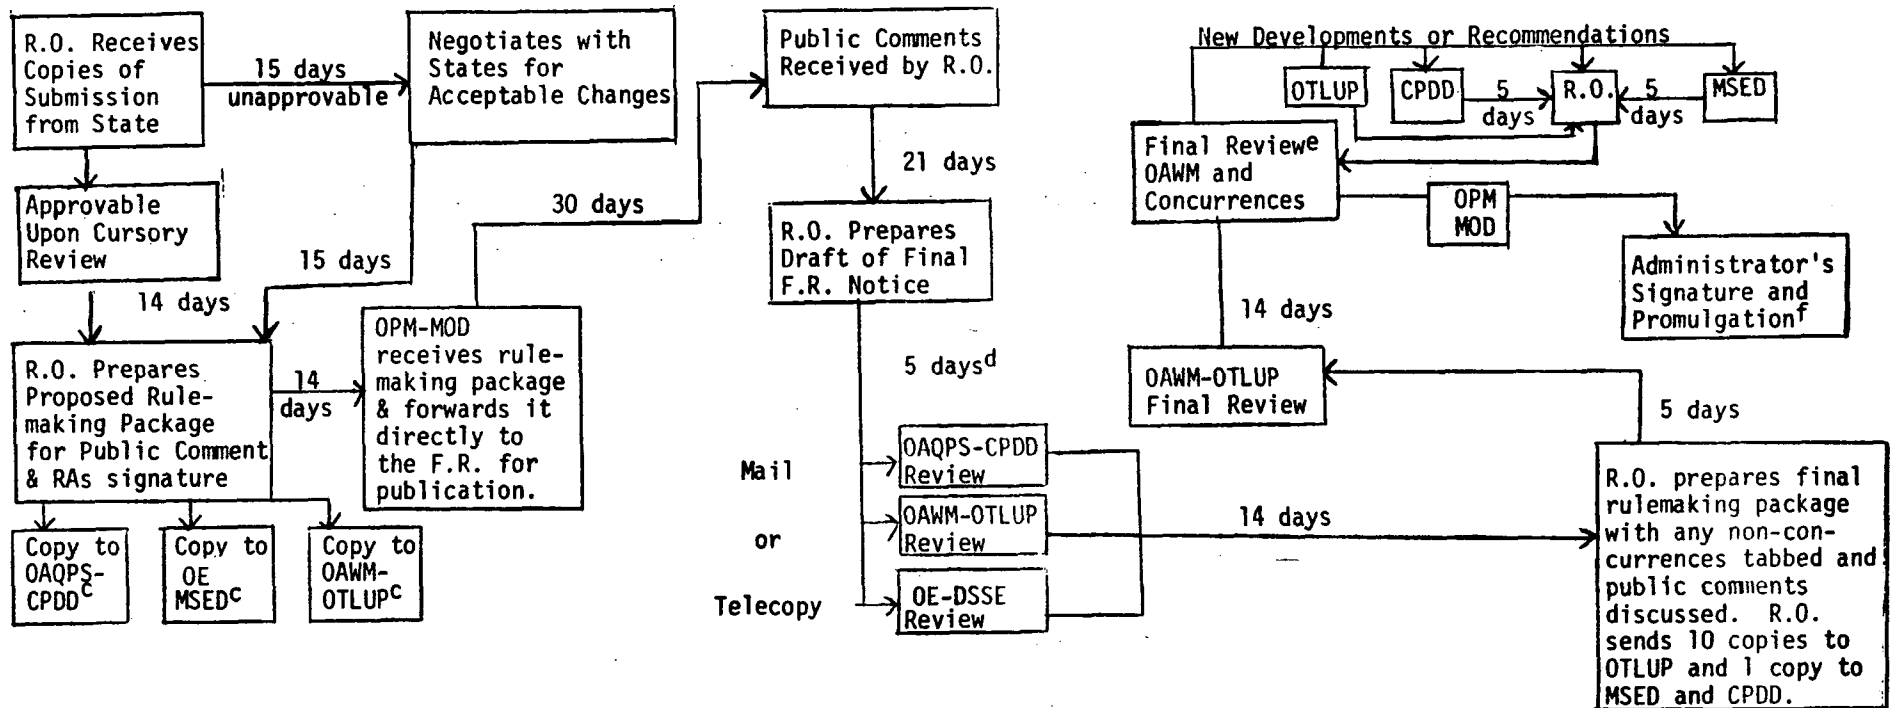 R.O. Receives
Copies of
Submission
from State
15 days
unapprovable
Negotiates with
States for
Acceptable Changes
Approvable
Upon Cursory
Review
14 days
15 days
R.O. Prepares
Proposed Rule-
making Package
for Public Comment
& RAs signature
14
days
OPM-MOD
receives rule-
making package
& forwards it
directly to
the F.R. for
publication.
Copy to
OAQPS-
CPDDc
Copy to
OE
MSEDc
Copy to
OAWM-
OTLUPc
30 days
Public Comments
Received by R.O.
21 days
R.O. Prepares
Draft of Final
F.R. Notice
5 daysd
Mail
or
Telecopy
OAQPS-CPDD
Review
OAWM-OTLUP
Review
OE-DSSE
Review
14 days
R.O. prepares final
rulemaking package
with any non-con-
currences tabbed and
public comments
discussed. R.O.
sends 10 copies to
OTLUP and 1 copy to
MSED and CPDD.
5 days
OAWM-OTLUP
Final Review
14 days
Final Reviewe
OAWM and
Concurrences
New Developments or Recommendations
OTLUP
CPDD
5
days
R.O.
5
days
MSED
OPM
MOD
Administrator's
Signature and
Promulgationf